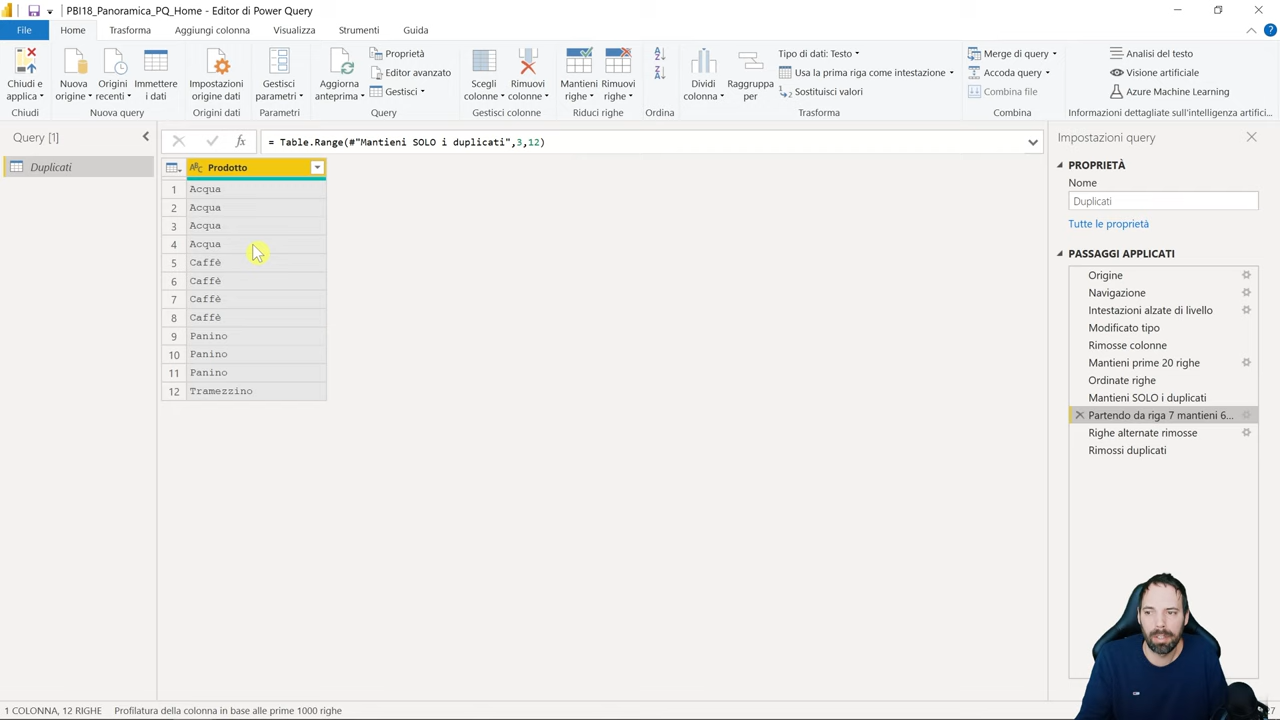 PBI18_Panoramica_PQ_Home - Editor di Power Query
File
Home
Trasforma
Aggiungi colonna
Visualizza
Strumenti
Guida
Chiudi e applica
Nuova origine
Origini recenti
Immettere i dati
Impostazioni origine dati
Gestisci parametri
Aggiorna anteprima
Proprietà
Editor avanzato
Gestisci
Scegli colonne
Rimuovi colonne
Mantieni righe
Rimuovi righe
Dividi colonna
Raggruppa per
Tipo di dati: Testo
Usa la prima riga come intestazione
Sostituisci valori
Merge di query
Accoda query
Combina file
Analisi del testo
Visione artificiale
Azure Machine Learning
Chiudi
Nuova query
Origini dati
Parametri
Query
Gestisci colonne
Riduci righe
Ordina
Trasforma
Combina
Informazioni dettagliate sull'intelligenza artific...
Query [1]
Duplicati
fx
= Table.Range(#"Mantieni SOLO i duplicati",3,12)
ABC Prodotto
1 Acqua
2 Acqua
3 Acqua
4 Acqua
5 Caffè
6 Caffè
7 Caffè
8 Caffè
9 Panino
10 Panino
11 Panino
12 Tramezzino
Impostazioni query
PROPRIETÀ
Nome
Duplicati
Tutte le proprietà
PASSAGGI APPLICATI
Origine
Navigazione
Intestazioni alzate di livello
Modificato tipo
Rimosse colonne
Mantieni prime 20 righe
Ordinate righe
Mantieni SOLO i duplicati
Partendo da riga 7 mantieni 6...
Righe alternate rimosse
Rimossi duplicati
1 COLONNA, 12 RIGHE
Profilatura della colonna in base alle prime 1000 righe